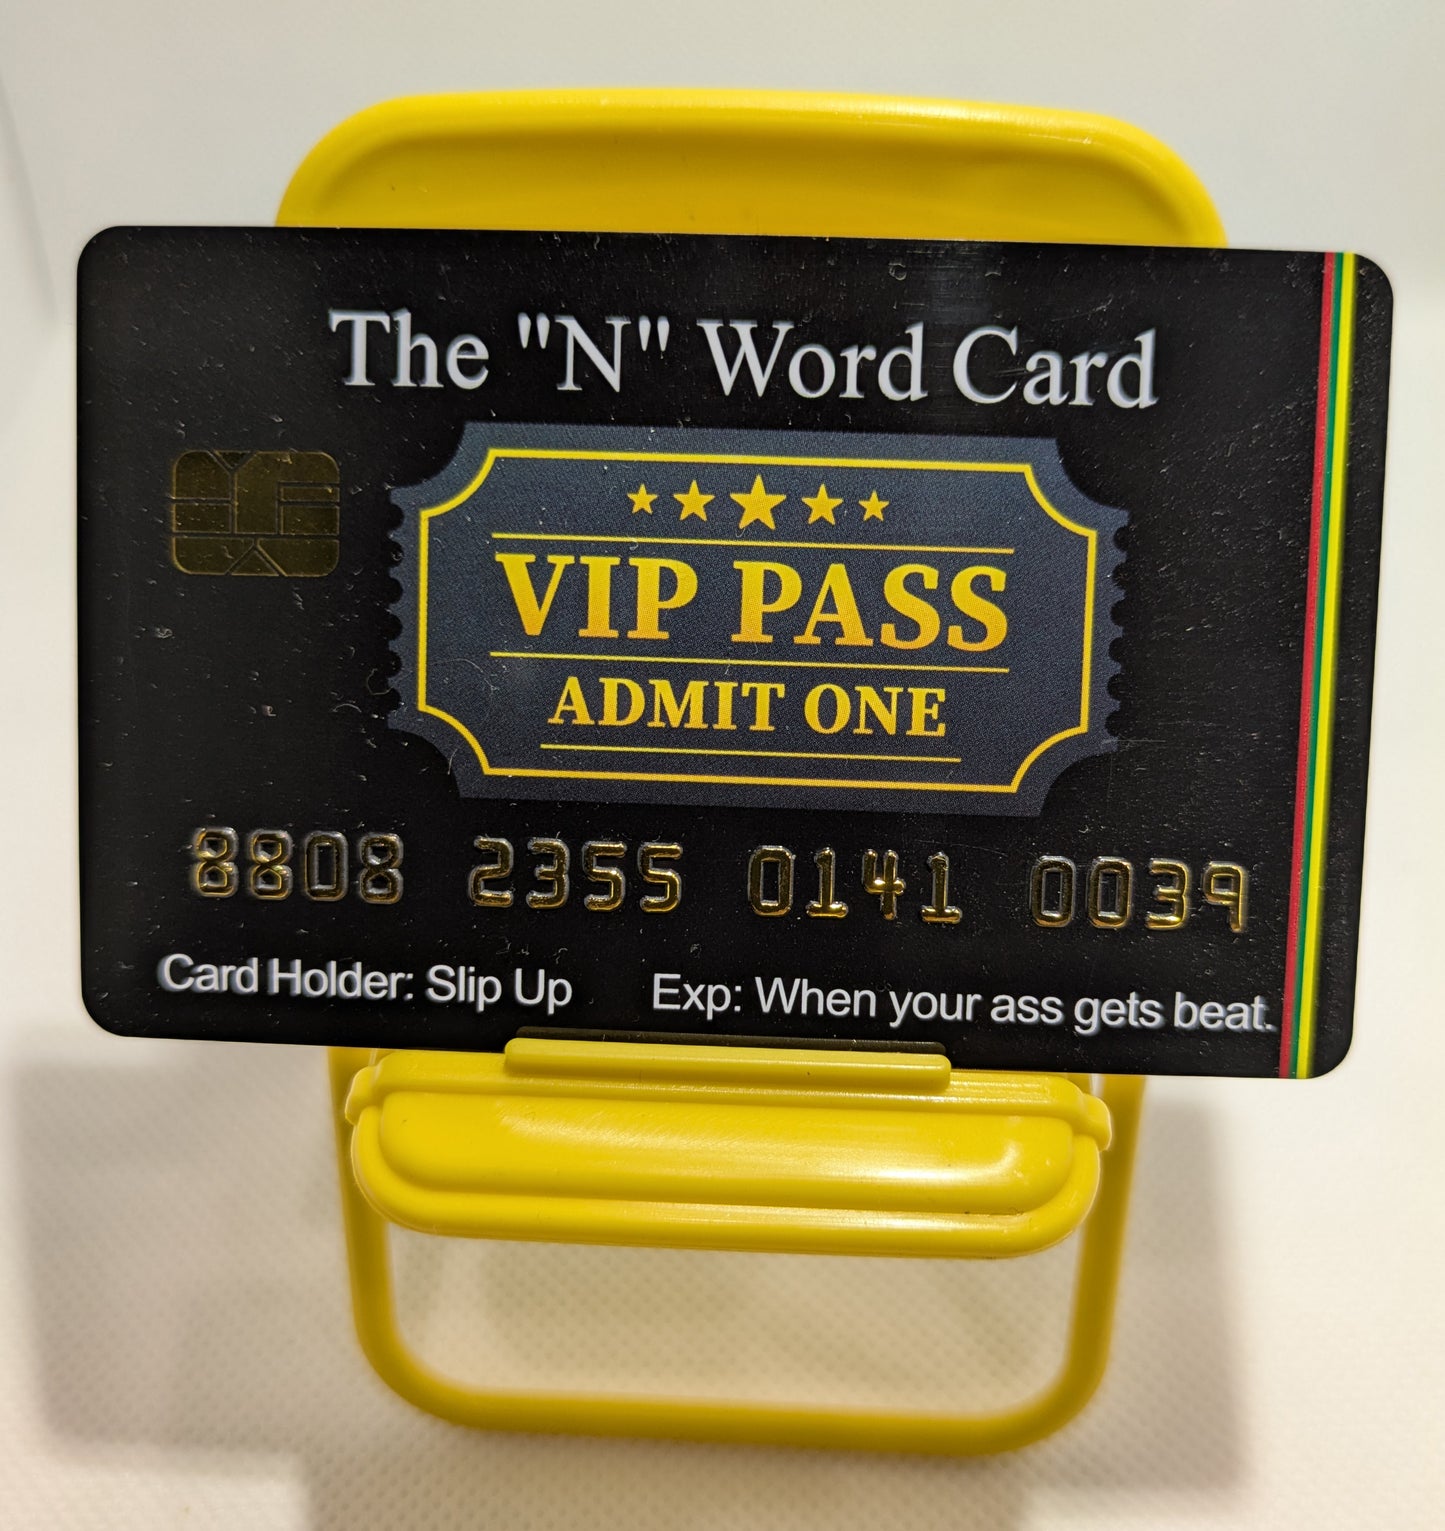 The "N" Word Card
VIP PASS
ADMIT ONE
8808 2355 0141 0039
Card Holder: Slip Up Exp: When your ass gets beat.